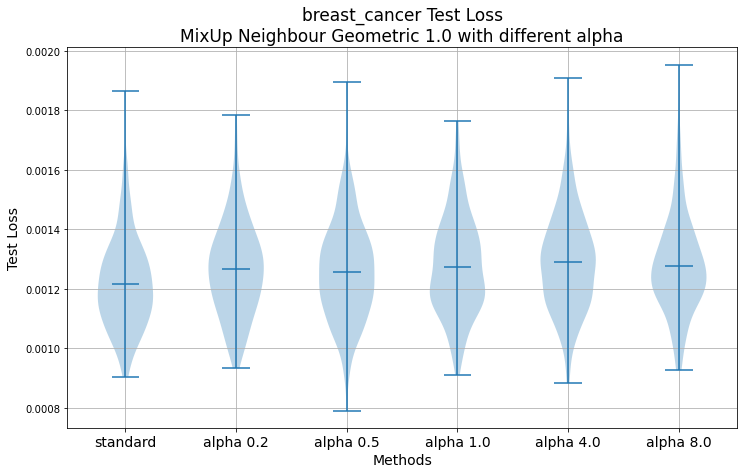 breast_cancer Test Loss
MixUp Neighbour Geometric 1.0 with different alpha
0.0020
0.0018
0.0016
0.0014
0.0012
0.0010
0.0008
Test Loss
standard
alpha 0.2
alpha 0.5
alpha 1.0
alpha 4.0
alpha 8.0
Methods